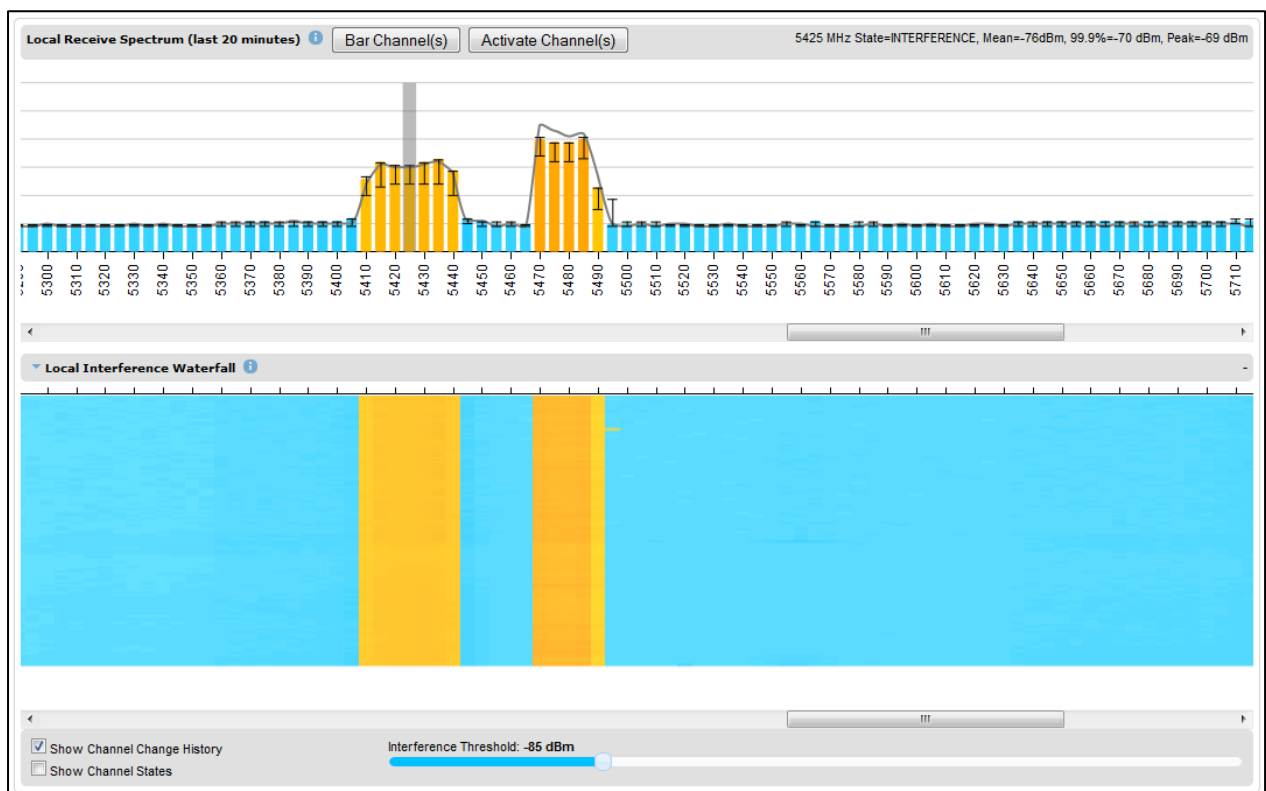 Local Receive Spectrum (last 20 minutes) i Bar Channel(s) Activate Channel(s) 5425 MHz State=INTERFERENCE, Mean=-76dBm, 99.9%=-70 dBm, Peak=-69 dBm
5300 5310 5320 5330 5340 5350 5360 5370 5380 5390 5400 5410 5420 5430 5440 5450 5460 5470 5480 5490 5500 5510 5520 5530 5540 5550 5560 5570 5580 5590 5600 5610 5620 5630 5640 5650 5660 5670 5680 5690 5700 5710
Local Interference Waterfall i -
Show Channel Change History Interference Threshold: -85 dBm
Show Channel States